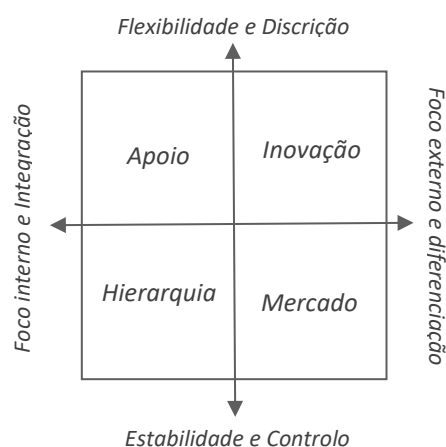 Flexibilidade e Discrição
Foco interno e Integração
Apoio
Inovação
Foco externo e diferenciação
Hierarquia
Mercado
Estabilidade e Controlo